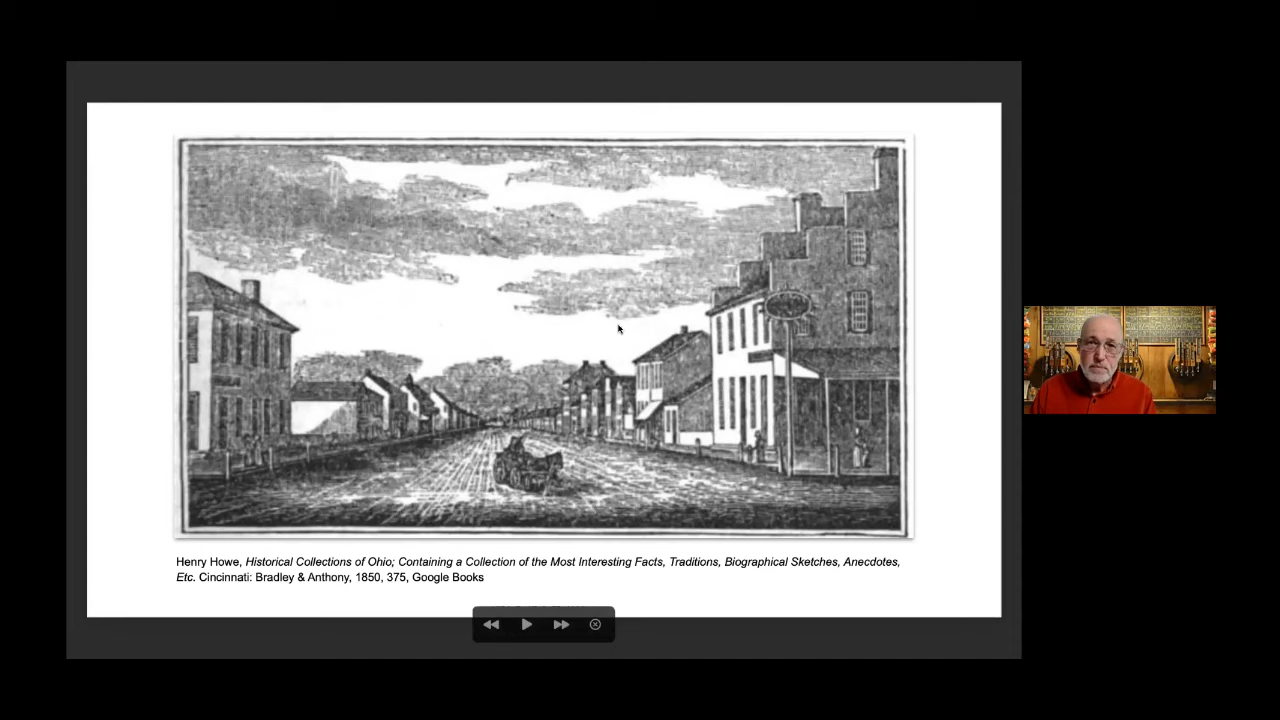 Henry Howe, Historical Collections of Ohio; Containing a Collection of the Most Interesting Facts, Traditions, Biographical Sketches, Anecdotes,
Etc. Cincinnati: Bradley & Anthony, 1850, 375, Google Books